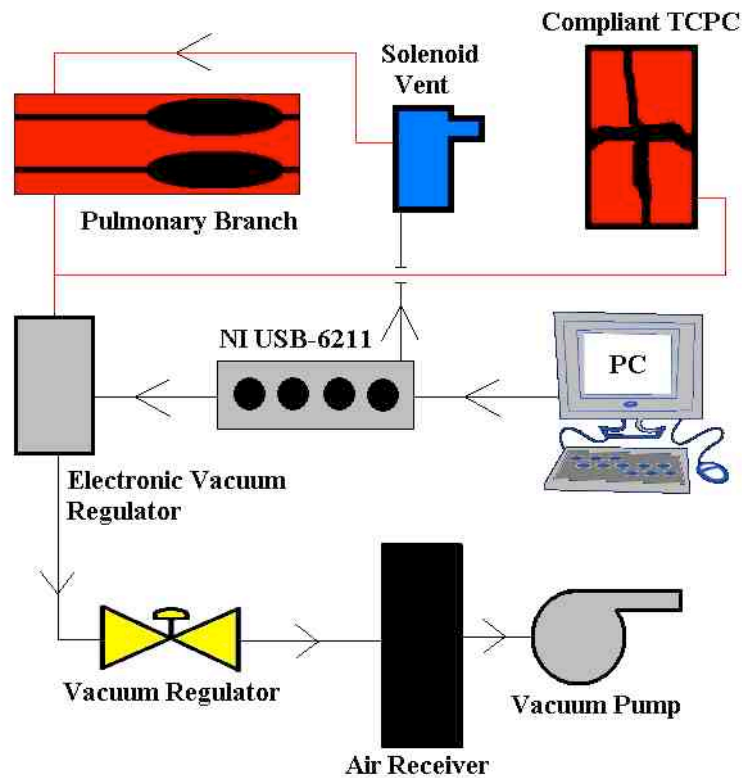 Compliant TCPC
Solenoid
Vent
Pulmonary Branch
NI USB-6211
PC
Electronic Vacuum
Regulator
Vacuum Regulator
Vacuum Pump
Air Receiver